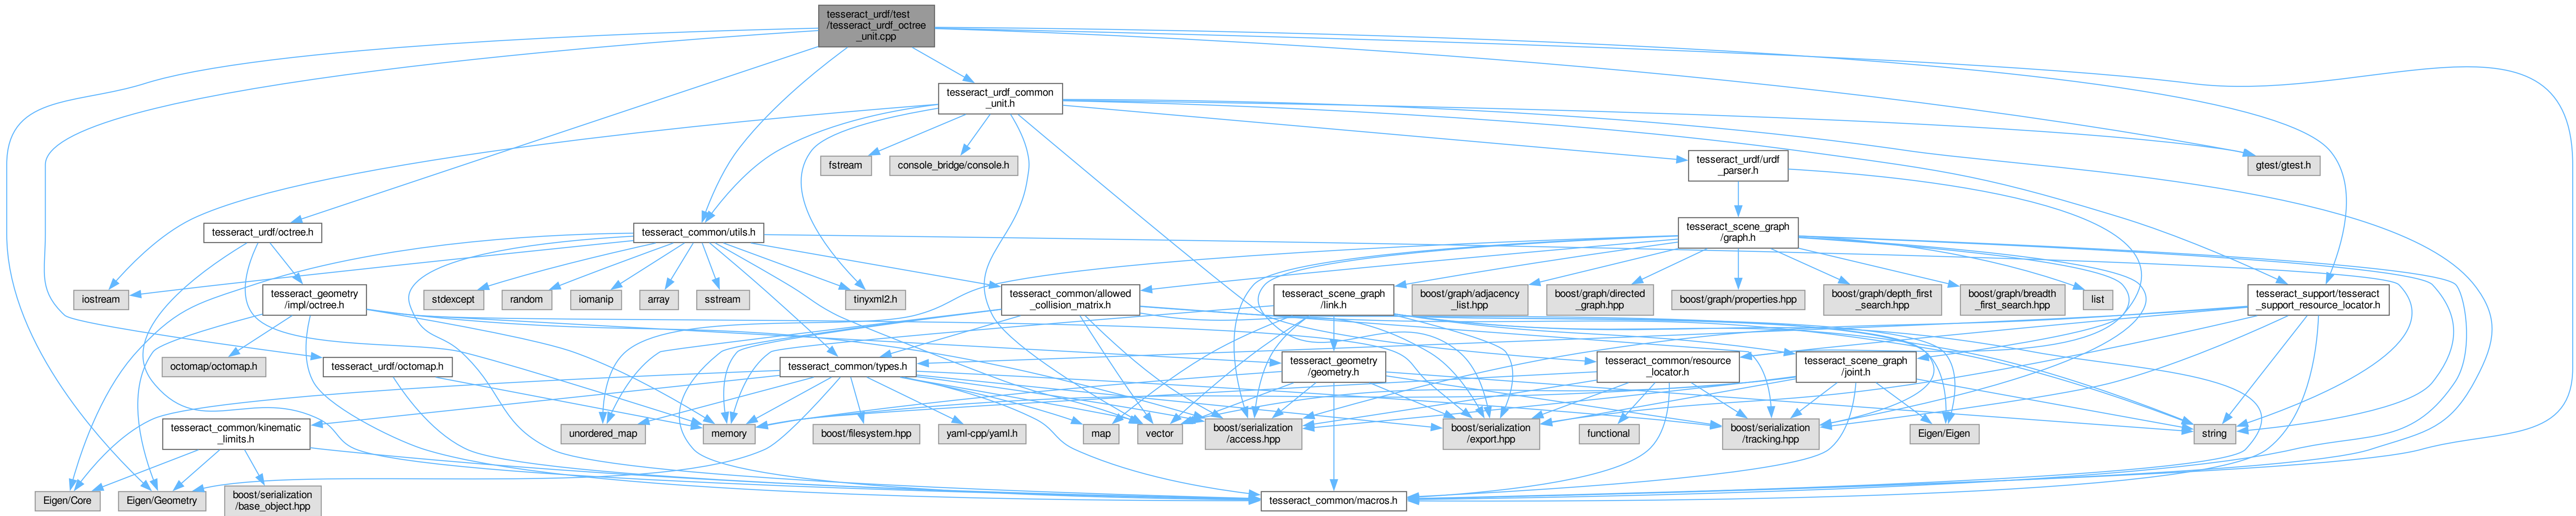 tesseract_urdf/test
/tesseract_urdf_octree
_unit.cpp
tesseract_urdf_common
_unit.h
fstream
console_bridge/console.h
tesseract_urdf/urdf
_parser.h
gtest/gtest.h
tesseract_urdf/octree.h
tesseract_common/utils.h
tesseract_scene_graph
/graph.h
iostream
tesseract_geometry
/impl/octree.h
stdexcept
random
iomanip
array
sstream
tinyxml2.h
tesseract_common/allowed
_collision_matrix.h
tesseract_scene_graph
/link.h
boost/graph/adjacency
_list.hpp
boost/graph/directed
_graph.hpp
boost/graph/properties.hpp
boost/graph/depth_first
_search.hpp
boost/graph/breadth
_first_search.hpp
list
tesseract_support/tesseract
_support_resource_locator.h
octomap/octomap.h
tesseract_urdf/octomap.h
tesseract_common/types.h
tesseract_geometry
/geometry.h
tesseract_common/resource
_locator.h
tesseract_scene_graph
/joint.h
tesseract_common/kinematic
_limits.h
unordered_map
memory
boost/filesystem.hpp
yaml-cpp/yaml.h
map
vector
boost/serialization
/access.hpp
boost/serialization
/export.hpp
functional
boost/serialization
/tracking.hpp
Eigen/Eigen
string
Eigen/Core
Eigen/Geometry
boost/serialization
/base_object.hpp
tesseract_common/macros.h